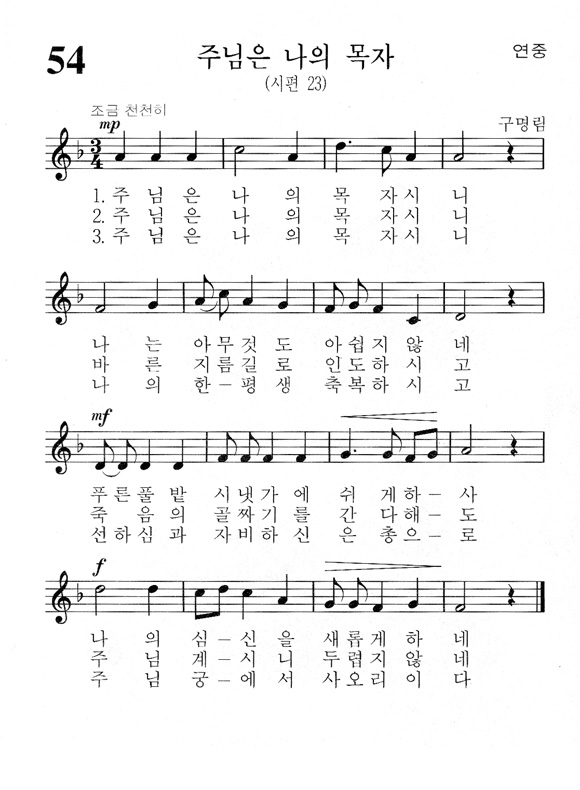 54 주님은 나의 목자 연중
(시편 23)
조금 천천히
mp 구명림
1. 주 님 은 나 의 목 자 시 니
2. 주 님 은 나 의 목 자 시 니
3. 주 님 은 나 의 목 자 시 니
나 는 아 무 것 도 아 쉽 지 않 네
바 른 지 름 길 로 인 도 하 시 고
나 의 한 - 평 생 축 복 하 시 고
mf
푸 른 풀 밭 시 냇 가 에 쉬 게 하 - 사
죽 음 의 골 짜 기 를 간 다 해 - 도
선 하 심 과 자 비 하 신 은 총 으 - 로
f
나 의 심 - 신 을 새 롭 게 하 네
주 님 계 - 시 니 두 렵 지 않 네
주 님 궁 - 에 서 사 오 리 이 다